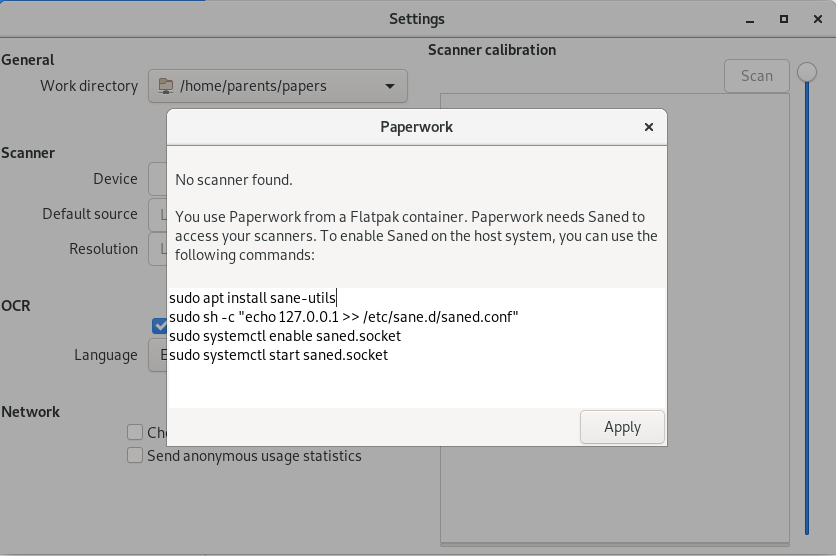 Settings
General
Work directory
/home/parents/papers
Scanner calibration
Scan
Paperwork
No scanner found.
You use Paperwork from a Flatpak container. Paperwork needs Saned to
access your scanners. To enable Saned on the host system, you can use the
following commands:
sudo apt install sane-utils
sudo sh -c "echo 127.0.0.1 >> /etc/sane.d/saned.conf"
sudo systemctl enable saned.socket
sudo systemctl start saned.socket
Apply
Scanner
Device
Default source
Resolution
OCR
Language
Network
Send anonymous usage statistics